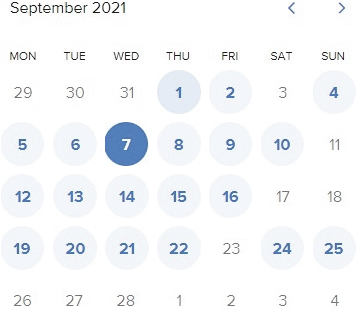 September 2021
MON TUE WED THU FRI SAT SUN
29 30 31 1 2 3 4
5 6 7 8 9 10 11
12 13 14 15 16 17 18
19 20 21 22 23 24 25
26 27 28 1 2 3 4